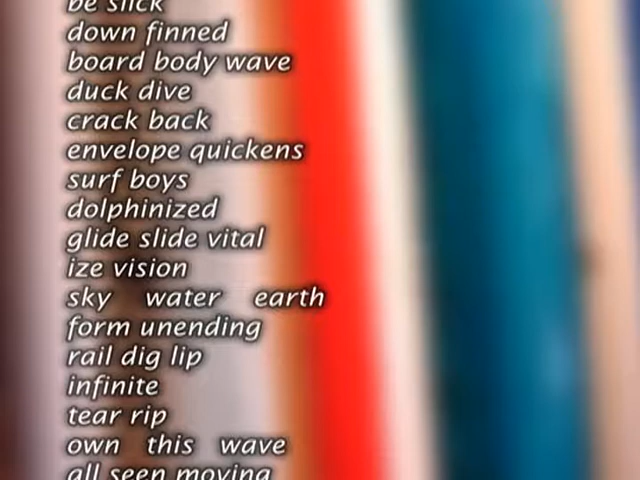 be slick
down finned
board body wave
duck dive
crack back
envelope quickens
surf boys
dolphinized
glide slide vital
ize vision
sky water earth
form unending
rail dig lip
infinite
tear rip
own this wave
all seen moving